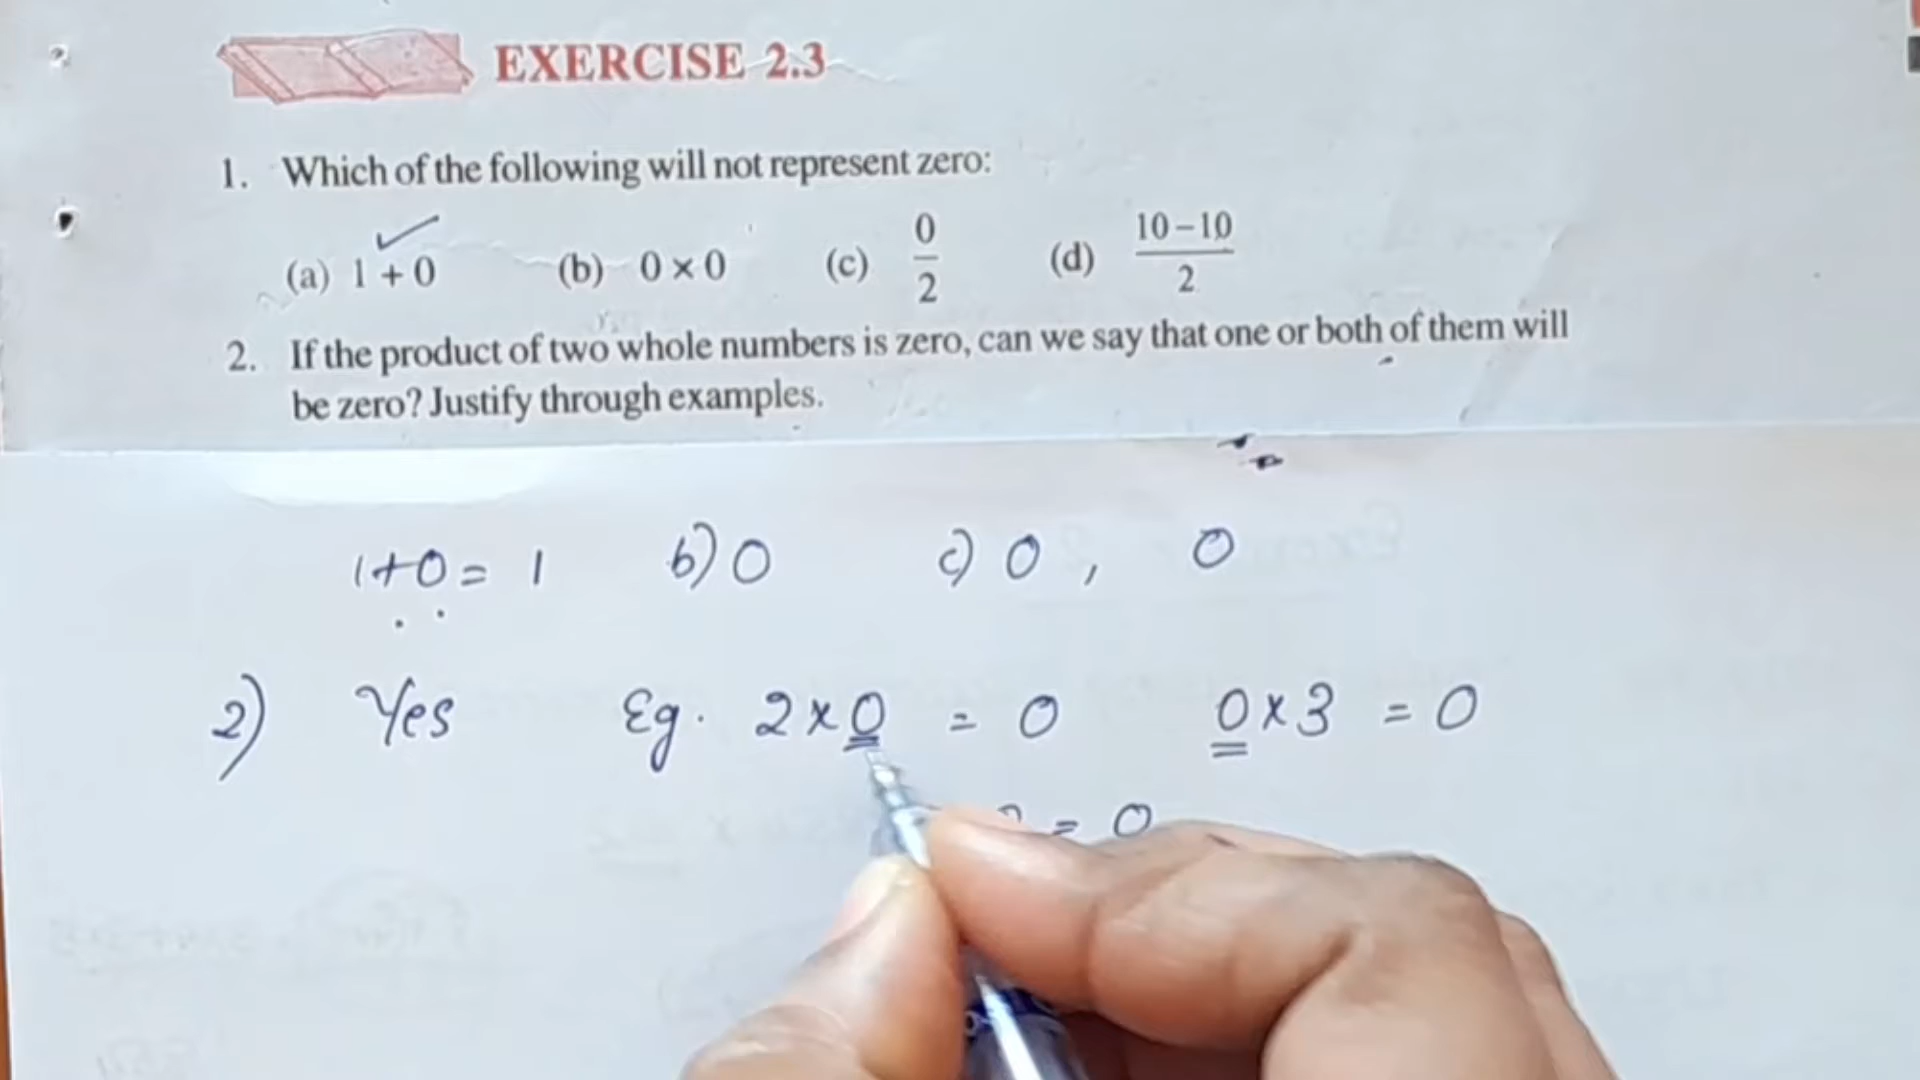 EXERCISE 2.3
1. Which of the following will not represent zero:
(a) 1 + 0 (b) 0 × 0 (c) 0/2 (d) 10 – 10/2
2. If the product of two whole numbers is zero, can we say that one or both of them will
be zero? Justify through examples.
1+0 = 1 b) 0 c) 0 , 0
2) Yes Eg. 2 × 0 = 0 0 × 3 = 0
= 0